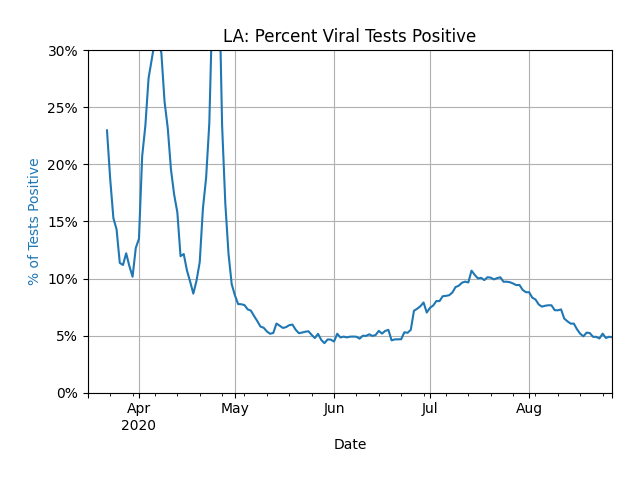 LA: Percent Viral Tests Positive
% of Tests Positive
30%
25%
20%
15%
10%
5%
0%
Apr
2020
May
Jun
Jul
Aug
Date